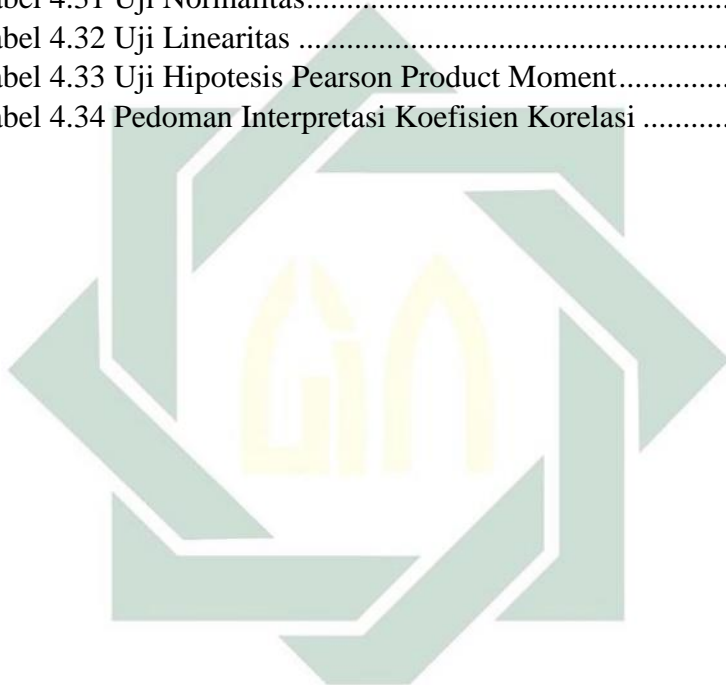 abel 4.31 Uji Normalitas..........................................................
abel 4.32 Uji Linearitas ..........................................................
abel 4.33 Uji Hipotesis Pearson Product Moment..............
abel 4.34 Pedoman Interpretasi Koefisien Korelasi ...........